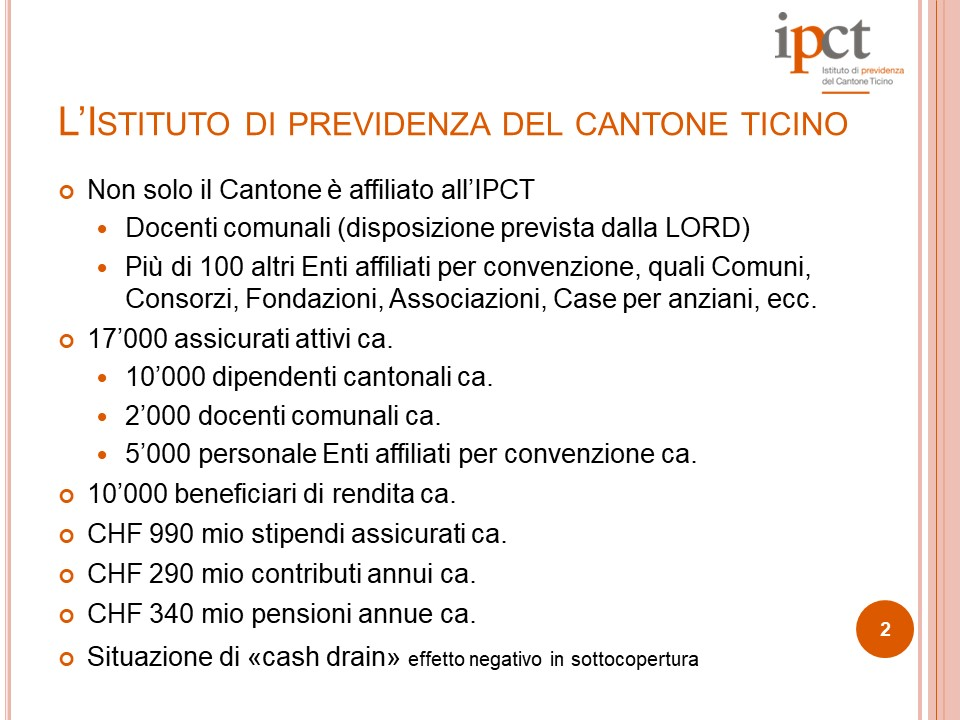 ipct
Istituto di previdenza
del Cantone Ticino
L’ISTITUTO DI PREVIDENZA DEL CANTONE TICINO
Non solo il Cantone è affiliato all’IPCT
Docenti comunali (disposizione prevista dalla LORD)
Più di 100 altri Enti affiliati per convenzione, quali Comuni,
Consorzi, Fondazioni, Associazioni, Case per anziani, ecc.
17’000 assicurati attivi ca.
10’000 dipendenti cantonali ca.
2’000 docenti comunali ca.
5’000 personale Enti affiliati per convenzione ca.
10’000 beneficiari di rendita ca.
CHF 990 mio stipendi assicurati ca.
CHF 290 mio contributi annui ca.
CHF 340 mio pensioni annue ca.
2
Situazione di «cash drain» effetto negativo in sottocopertura